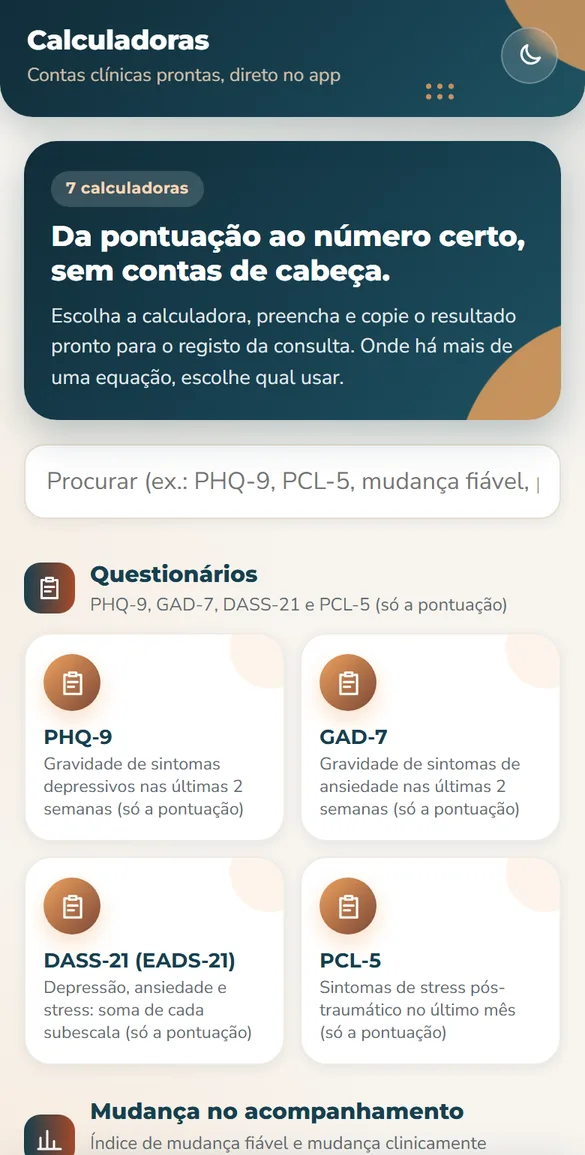 Calculadoras
Contas clínicas prontas, direto no app
7 calculadoras
Da pontuação ao número certo,
sem contas de cabeça.
Escolha a calculadora, preencha e copie o resultado
pronto para o registo da consulta. Onde há mais de
uma equação, escolhe qual usar.
Procurar (ex.: PHQ-9, PCL-5, mudança fiável,
Questionários
PHQ-9, GAD-7, DASS-21 e PCL-5 (só a pontuação)
PHQ-9
Gravidade de sintomas
depressivos nas últimas 2
semanas (só a pontuação)
GAD-7
Gravidade de sintomas de
ansiedade nas últimas 2
semanas (só a pontuação)
DASS-21 (EADS-21)
Depressão, ansiedade e
stress: soma de cada
subescala (só a pontuação)
PCL-5
Sintomas de stress pós-
traumático no último mês
(só a pontuação)
Mudança no acompanhamento
Índice de mudança fiável e mudança clinicamente